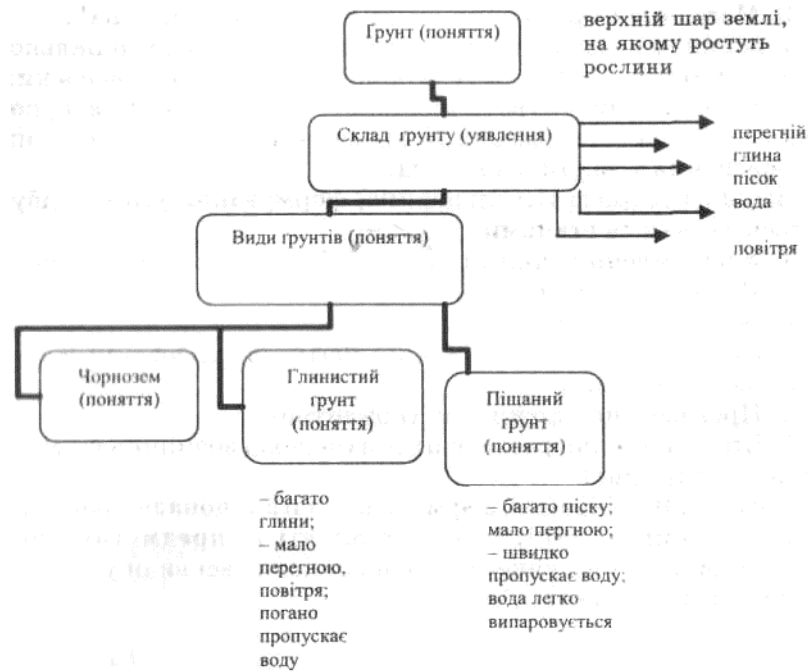 Ґрунт (поняття)
верхній шар землі,
на якому ростуть
рослини
Склад ґрунту (уявлення)
перегній
глина
пісок
вода
повітря
Види ґрунтів (поняття)
Чорнозем
(поняття)
Глинистий
ґрунт
(поняття)
Піщаний
ґрунт
(поняття)
– багато
глини;
– мало
перегною,
повітря;
погано
пропускає
воду
– багато піску;
мало пергною;
– швидко
пропускає воду;
вода легко
випаровується